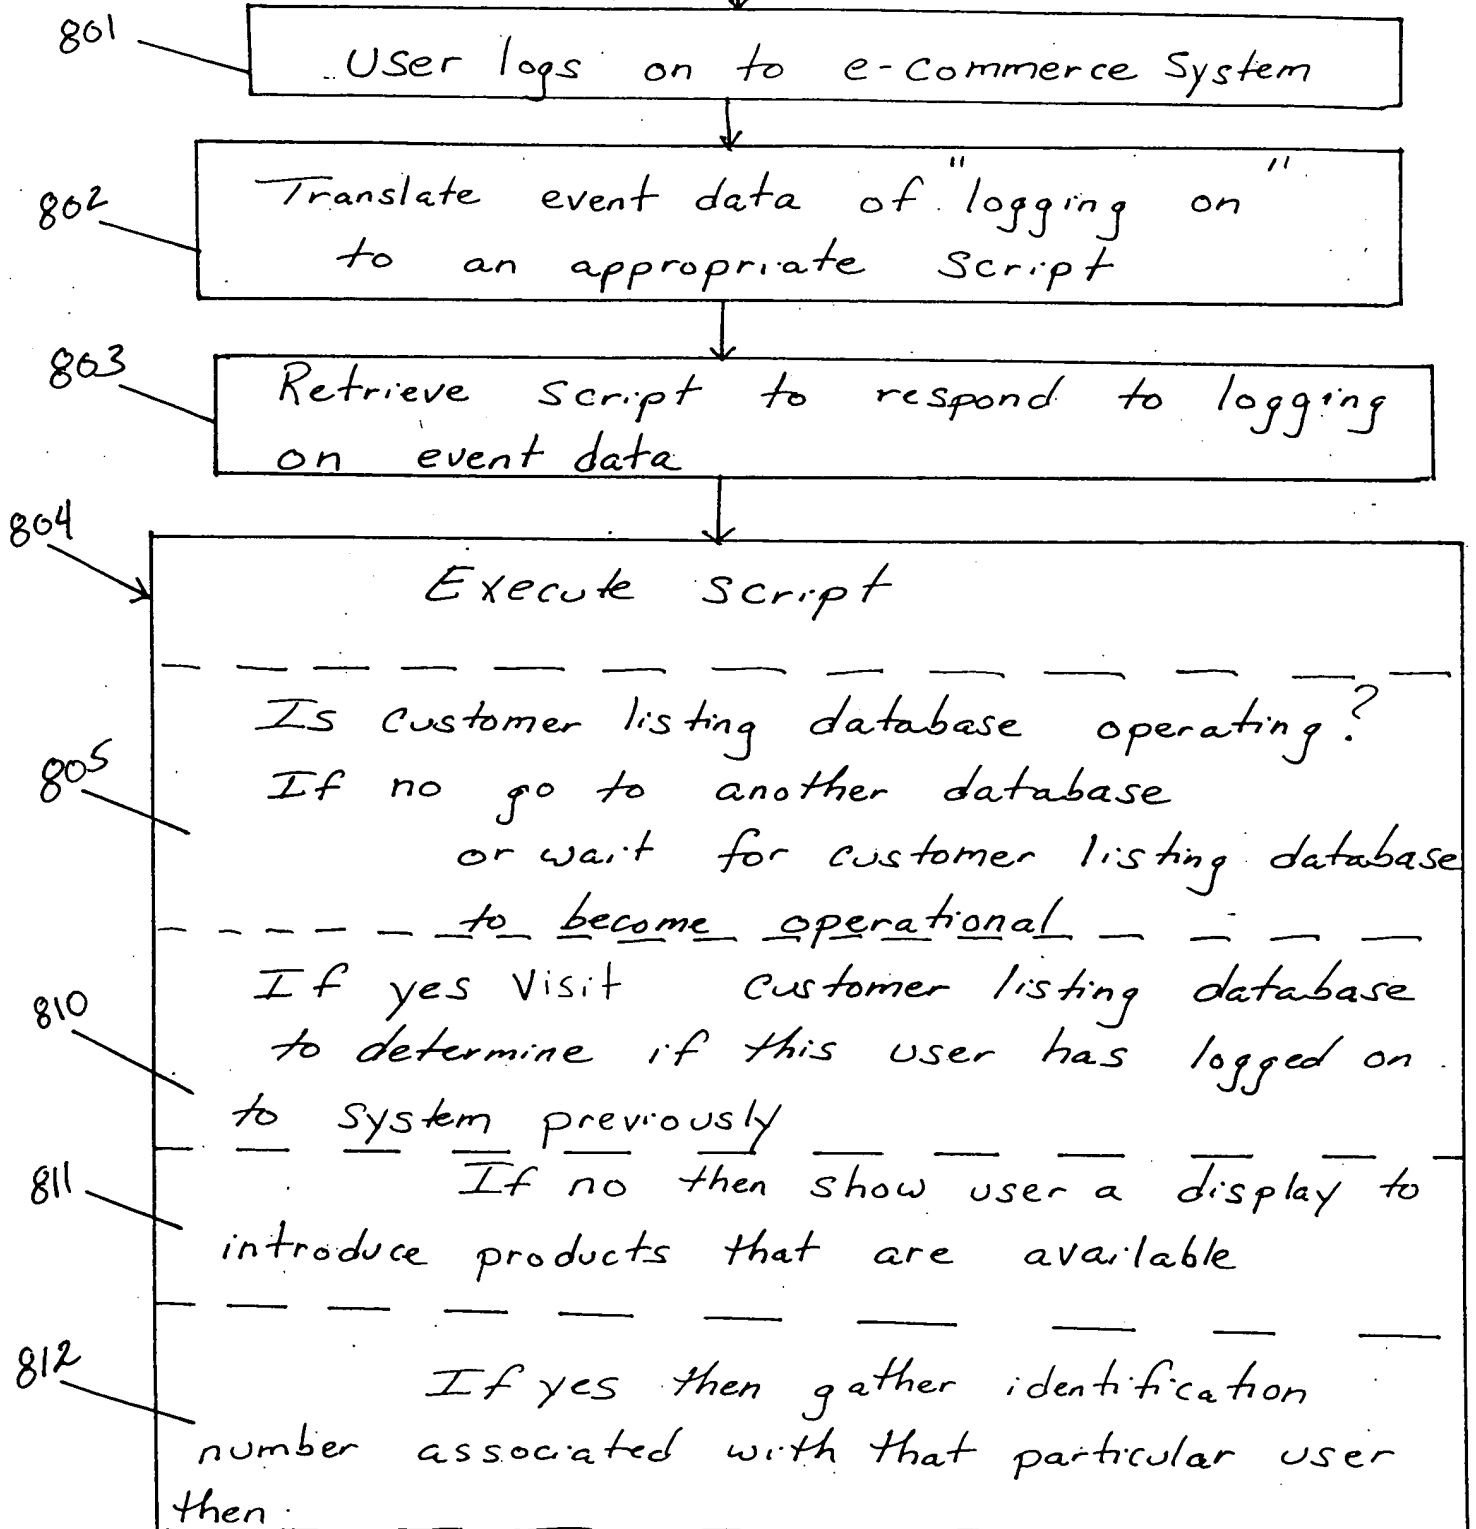 801
User logs on to e-commerce System
802
Translate event data of "logging on"
to an appropriate Script
803
Retrieve script to respond to logging
on event data
804
Execute script
Is customer listing database operating?
805
If no go to another database
or wait for customer listing database
to become operational
If yes Visit customer listing database
810
to determine if this user has logged on
to system previously
811
If no then show user a display to
introduce products that are available
812
If yes then gather identification
number associated with that particular user
then